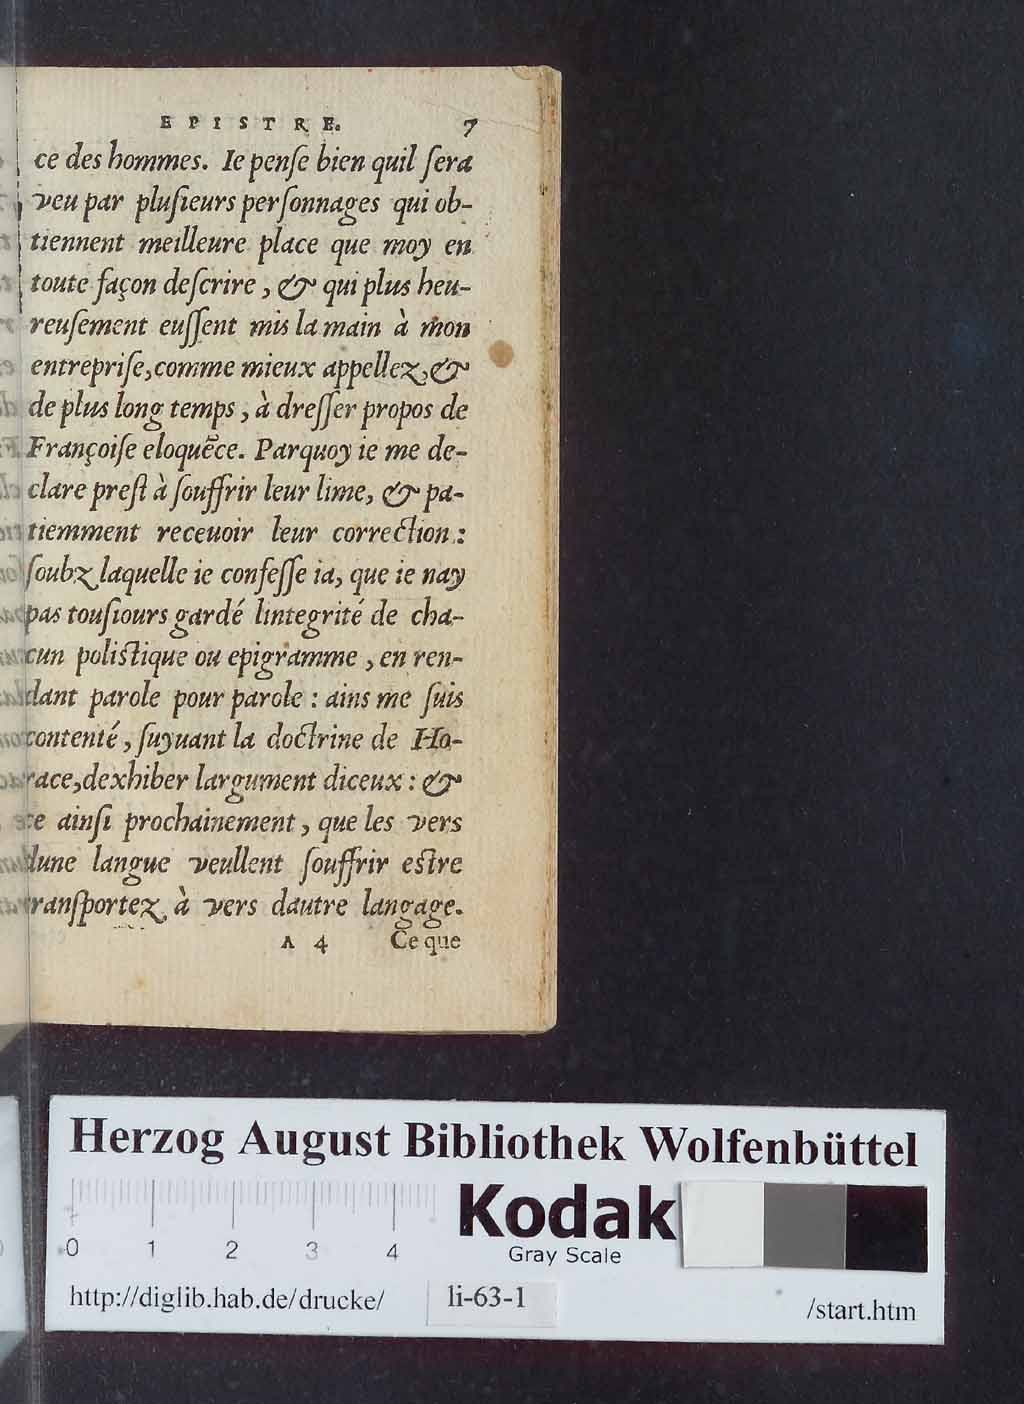 EPISTRE. 7
ce des hommes. Ie penſe bien quil ſera
veu par pluſieurs perſonnages qui ob-
tiennent meilleure place que moy en
toute façon deſcrire, & qui plus heu-
reuſement euſſent mis la main à mon
entrepriſe, comme mieux appellez, &
de plus long temps, à dreſſer propos de
Françoiſe eloquẽce. Parquoy ie me de-
clare preſt à ſouffrir leur lime, & pa-
tiemment receuoir leur correction:
ſoubz laquelle ie confeſſe ia, que ie nay
pas touſiours gardé lintegrité de cha-
cun poliſtique ou epigramme, en ren-
dant parole pour parole: ains me ſuis
contenté, ſuyuant la doctrine de Ho-
race, dexhiber largument diceux: &
ce ainſi prochainement, que les vers
dune langue veullent ſouffrir eſtre
tranſportez à vers dautre langage.
A 4 Ce que
Herzog August Bibliothek Wolfenbüttel
Kodak
Gray Scale
0 1 2 3 4
http://diglib.hab.de/drucke/ li-63-1 /start.htm